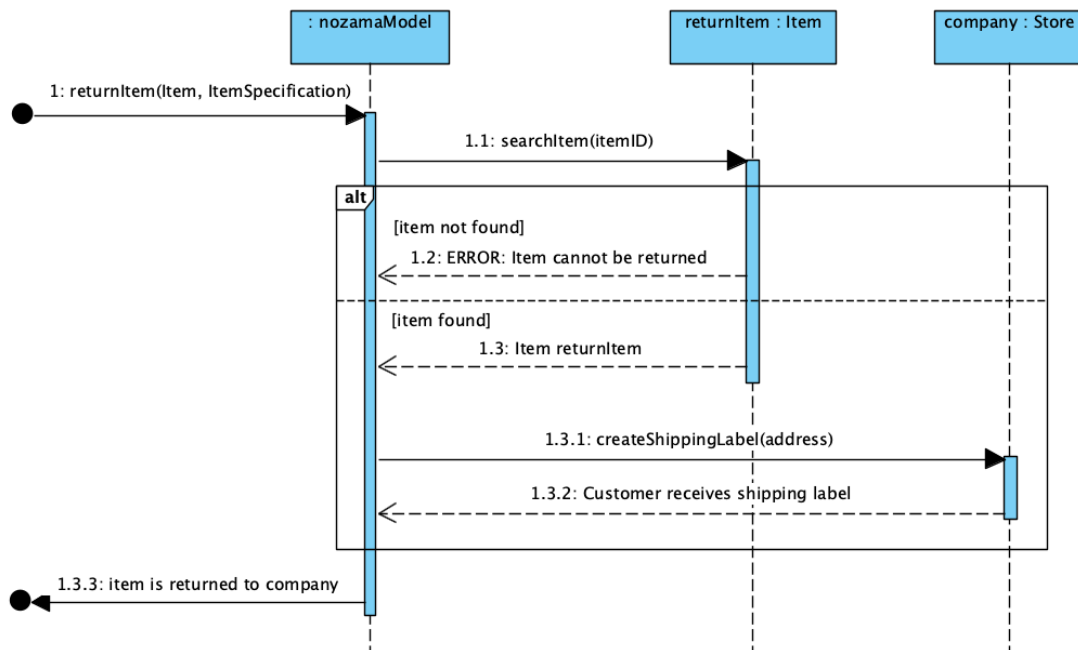 : nozamaModel
returnItem : Item
company : Store
1: returnItem(Item, ItemSpecification)
1.1: searchItem(itemID)
alt
[item not found]
1.2: ERROR: Item cannot be returned
[item found]
1.3: Item returnItem
1.3.1: createShippingLabel(address)
1.3.2: Customer receives shipping label
1.3.3: item is returned to company